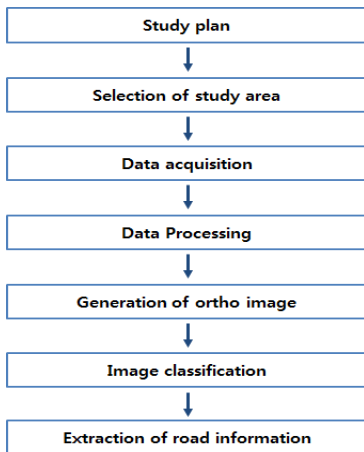 Study plan
Selection of study area
Data acquisition
Data Processing
Generation of ortho image
Image classification
Extraction of road information